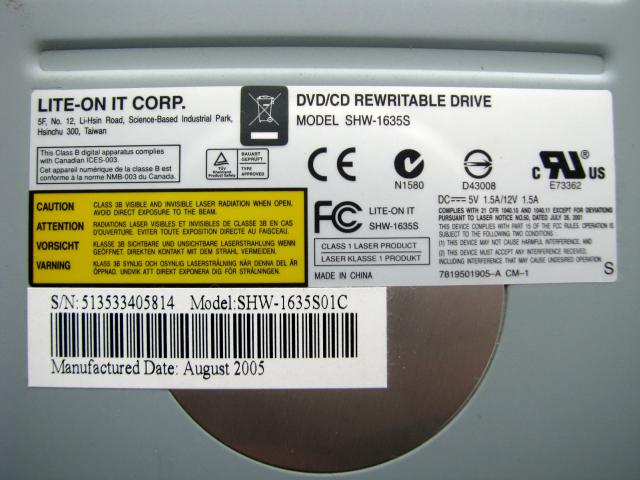 LITE-ON IT CORP.
5F, No. 12, Li-Hsin Road, Science-Based Industrial Park,
Hsinchu 300, Taiwan
DVD/CD REWRITABLE DRIVE
MODEL SHW-1635S
This Class B digital apparatus complies
with Canadian ICES-003.
Cet appareil numérique de la classe B est
conforme à la norme NMB-003 du Canada.
TÜV
Rheinland
Product Safety
BAUART
GEPRÜFT
TYPE
APPROVED
CE
N1580
D43008
C UL US
E73362
CAUTION CLASS 3B VISIBLE AND INVISIBLE LASER RADIATION WHEN OPEN.
AVOID DIRECT EXPOSURE TO THE BEAM.
ATTENTION RADIATIONS LASER VISIBLES ET INVISIBLES DE CLASSE 3B EN CAS
D'OUVERTURE EVITER EXPOSITION DIRECTE AU FAISCEAU.
VORSICHT KLASSE 3B SICHTBARE UND UNSICHTBARE LASERSTRAHLUNG WENN
GEÖFFNET DIREKTEN KONTAKT MIT DEM STRAHL VERMEIDEN.
VARNING KLASS 3B SYNLIG OCH OSYNLIG LASERSTRÅLNING NÄR DENNA DEL ÄR
ÖPPNAD. UNDVIK ATT DIREKT EXPONERA DIG FÖR STRÅLNINGEN.
FC LITE-ON IT
SHW-1635S
CLASS 1 LASER PRODUCT
LASER KLASSE 1 PRODUKT
MADE IN CHINA
DC 5V 1.5A/12V 1.5A
COMPLIES WITH 21 CFR 1040.10 AND 1040.11 EXCEPT FOR DEVIATIONS
PURSUANT TO LASER NOTICE NO.50, DATED JULY 26, 2001
THIS DEVICE COMPLIES WITH PART 15 OF THE FCC RULES. OPERATION IS
SUBJECT TO THE FOLLOWING TWO CONDITIONS:
(1) THIS DEVICE MAY NOT CAUSE HARMFUL INTERFERENCE, AND
(2) THIS DEVICE MUST ACCEPT ANY INTERFERENCE RECEIVED,
INCLUDING INTERFERENCE THAT MAY CAUSE UNDESIRED OPERATION.
7819501905-A CM-1
S
S/N:513533405814 Model:SHW-1635S01C
Manufactured Date: August 2005